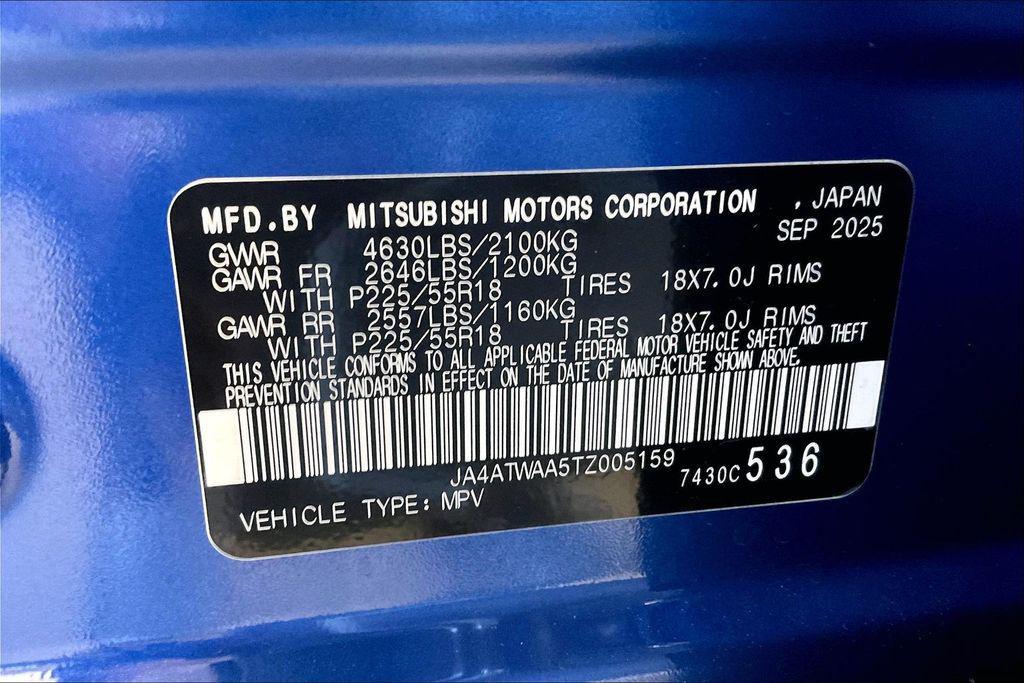 MFD.BY MITSUBISHI MOTORS CORPORATION , JAPAN
SEP 2025
GVWR 4630LBS/2100KG
GAWR FR 2646LBS/1200KG
WITH P225/55R18 TIRES 18X7.0J RIMS
GAWR RR 2557LBS/1160KG
WITH P225/55R18 TIRES 18X7.0J RIMS
THIS VEHICLE CONFORMS TO ALL APPLICABLE FEDERAL MOTOR VEHICLE SAFETY AND THEFT
PREVENTION STANDARDS IN EFFECT ON THE DATE OF MANUFACTURE SHOWN ABOVE.
JA4ATWAA5TZ005159 7430C 536
VEHICLE TYPE: MPV